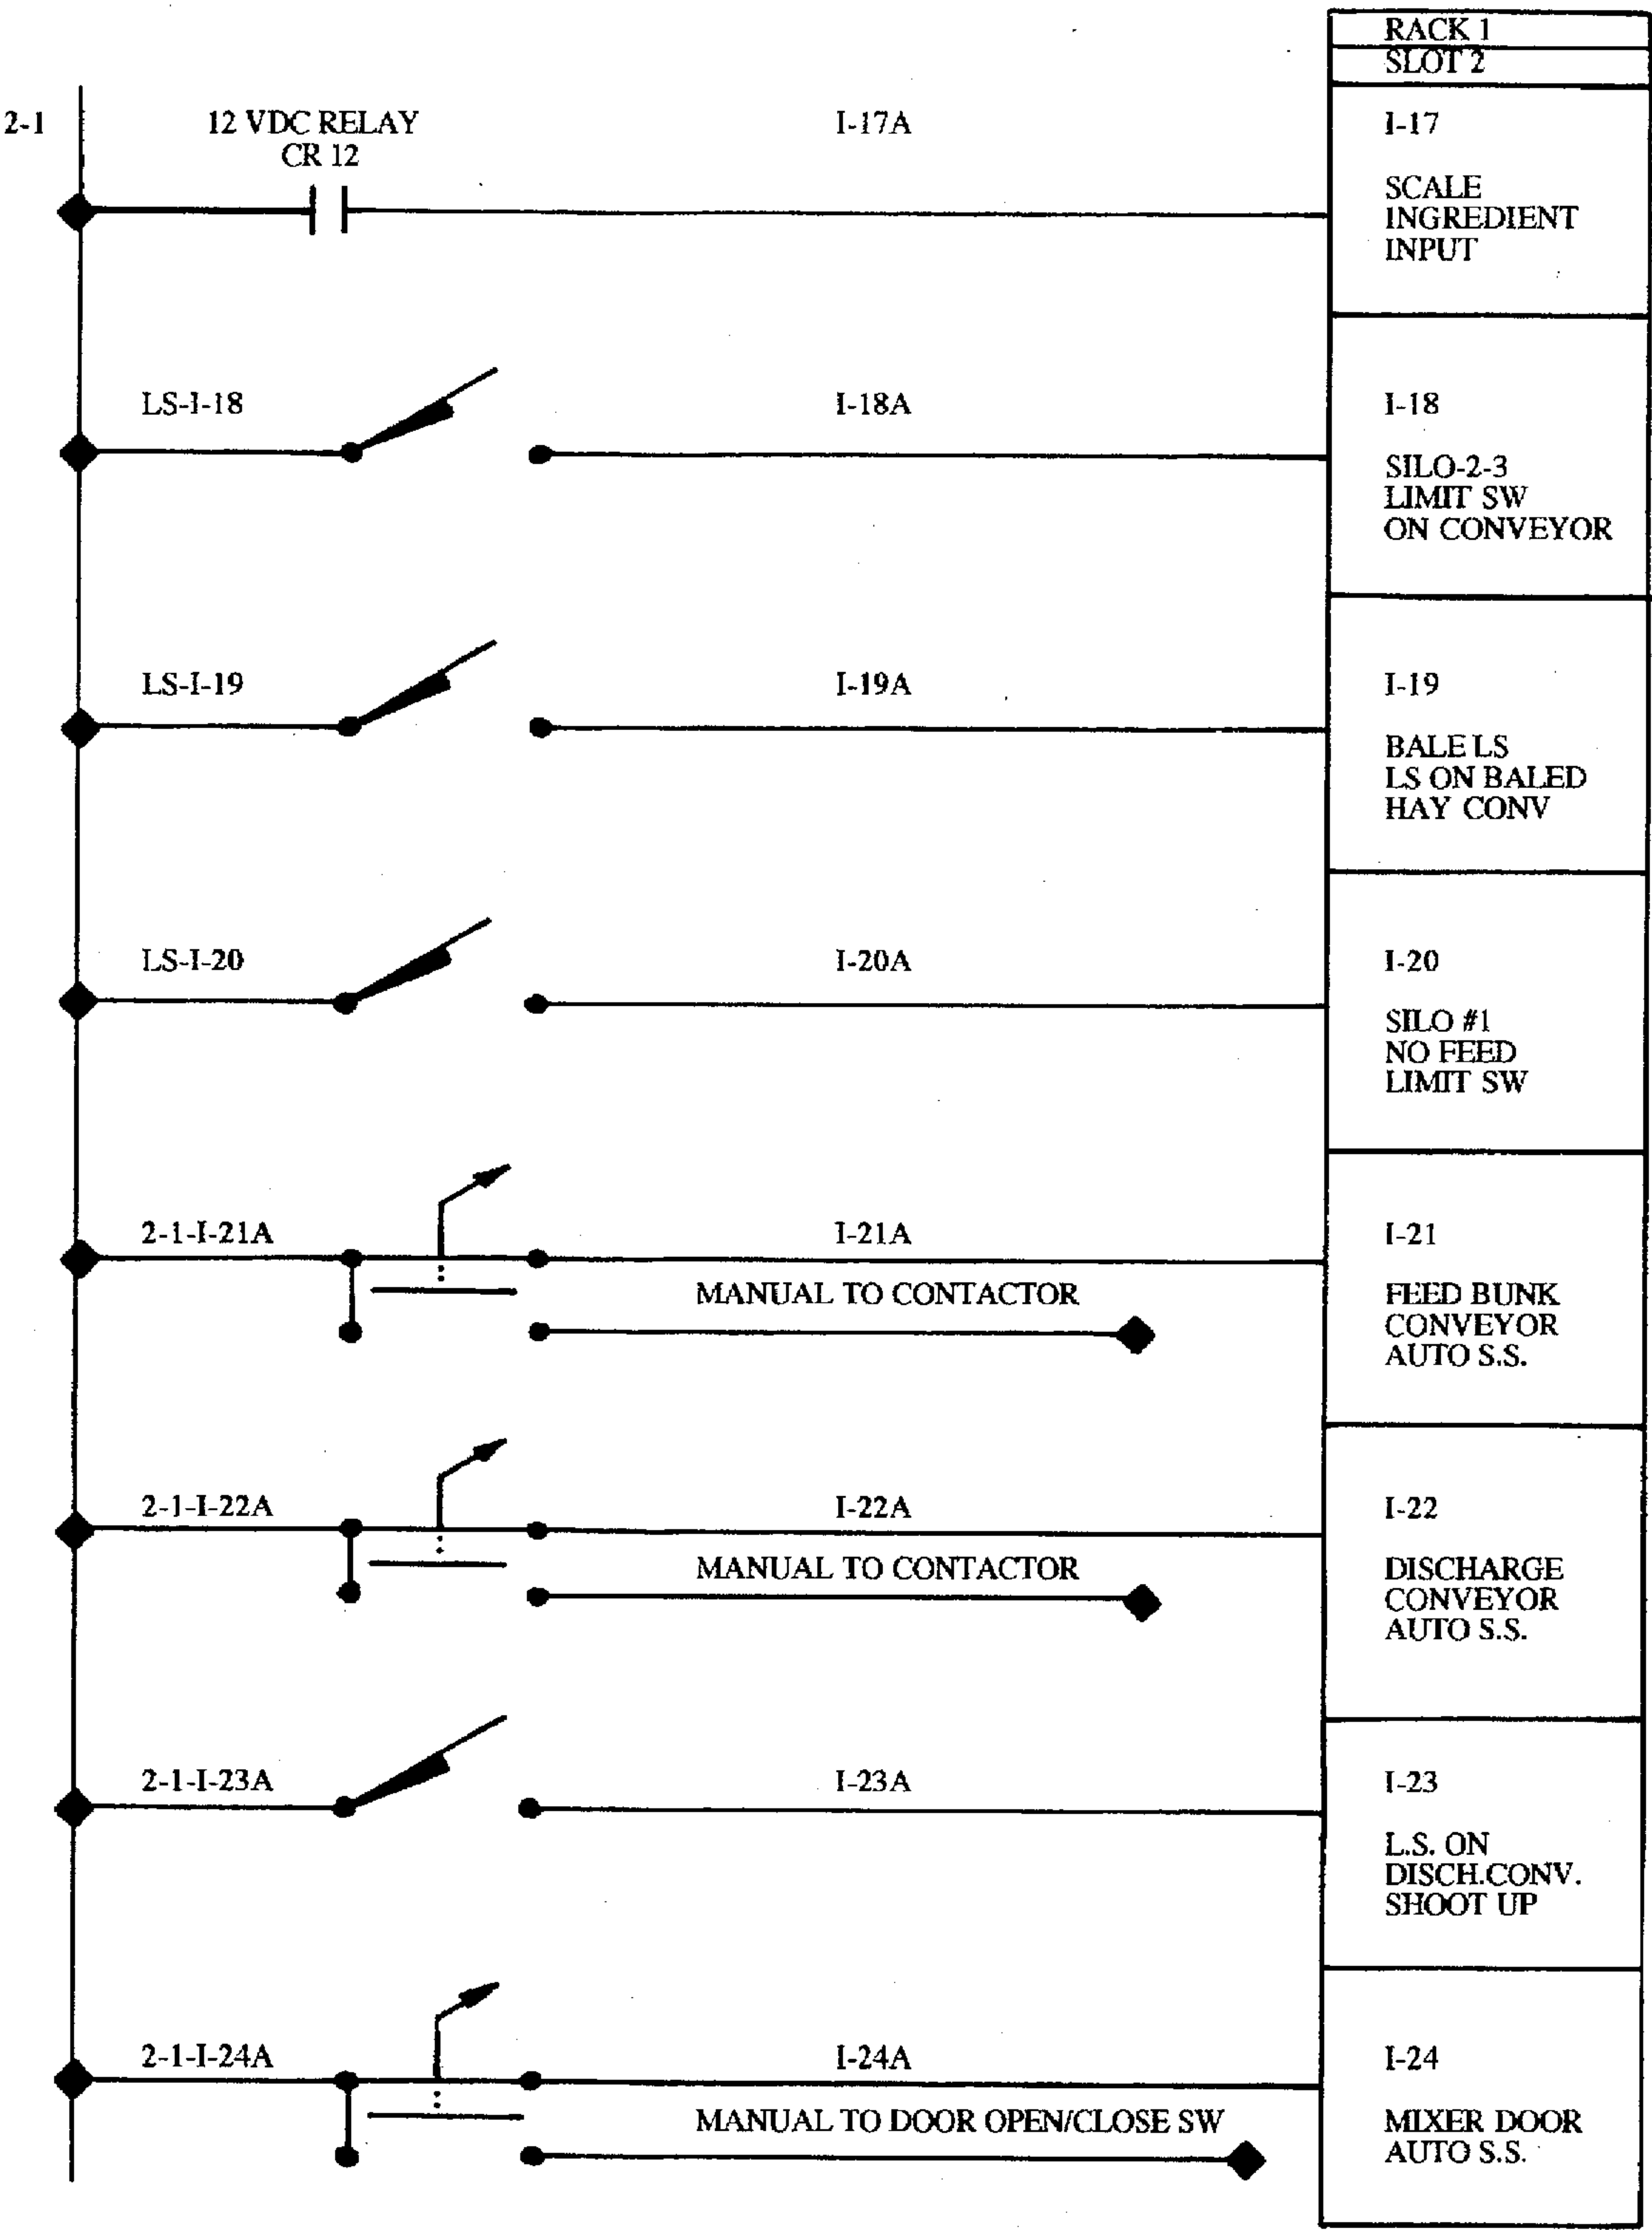 RACK 1
SLOT 2
2-1
12 VDC RELAY
CR 12
I-17A
I-17
SCALE
INGREDIENT
INPUT
LS-I-18
I-18A
I-18
SILO-2-3
LIMIT SW
ON CONVEYOR
LS-I-19
I-19A
I-19
BALE LS
LS ON BALED
HAY CONV
LS-I-20
I-20A
I-20
SILO #1
NO FEED
LIMIT SW
2-1-I-21A
I-21A
MANUAL TO CONTACTOR
I-21
FEED BUNK
CONVEYOR
AUTO S.S.
2-1-I-22A
I-22A
MANUAL TO CONTACTOR
I-22
DISCHARGE
CONVEYOR
AUTO S.S.
2-1-I-23A
I-23A
I-23
L.S. ON
DISCH.CONV.
SHOOT UP
2-1-I-24A
I-24A
MANUAL TO DOOR OPEN/CLOSE SW
I-24
MIXER DOOR
AUTO S.S.